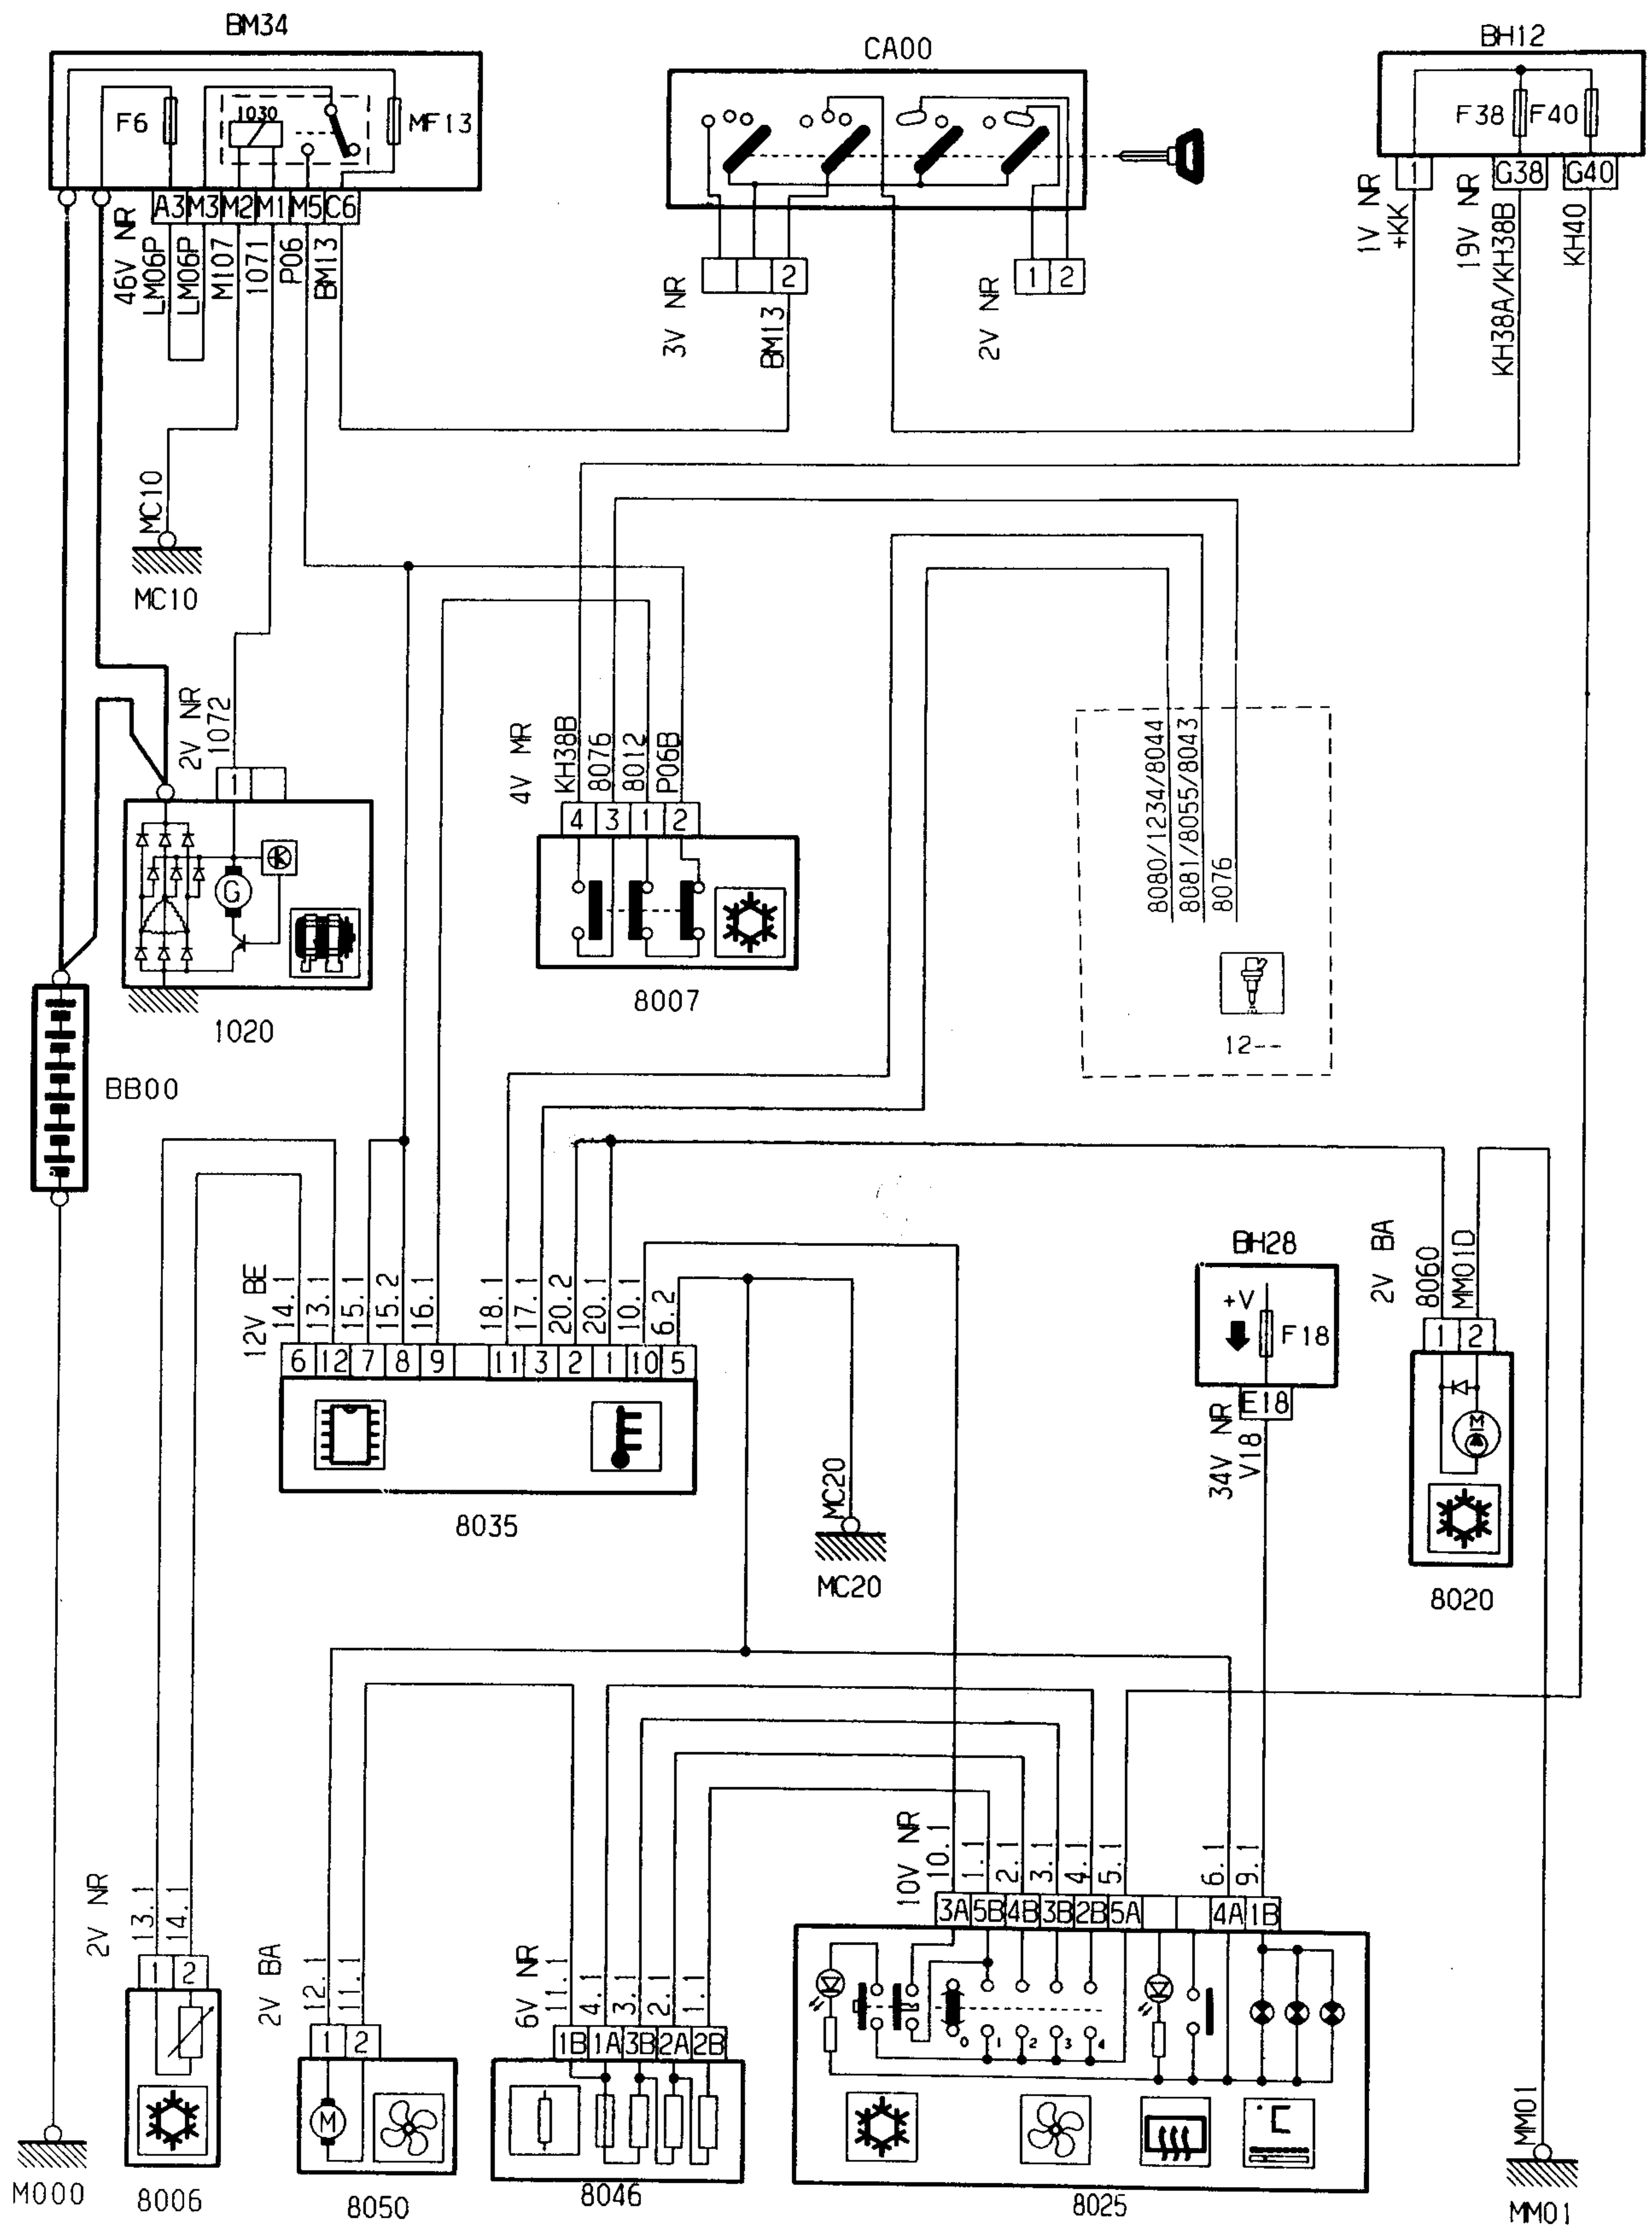 BM34
CA00
BH12
F6
1030
MF13
F38
F40
A3 M3 M2 M1 M5 C6
1
G38
G40
46V NR
LM06P
LM06P
M107
1071
P06
BM13
2
1 2
3V NR
BM13
2V NR
1V NR
+KK
19V NR
KH38A/KH38B
KH40
MC10
MC10
2V NR
1072
1
4V MR
KH38B
8076
8012
P06B
4 3 1 2
8080/1234/8044
8081/8055/8043
8076
G
8007
1020
12--
BB00
12V BE
14.1
13.1
15.1
15.2
16.1
18.1
17.1
20.2
20.1
10.1
6.2
6 12 7 8 9 11 3 2 1 10 5
BH28
+V
F18
E18
34V NR
V18
2V BA
8060
MM01D
1 2
M
8035
MC20
MC20
8020
10V NR
10.1
1.1
2.1
3.1
4.1
5.1
6.1
9.1
3A 5B 4B 3B 2B 5A 4A 1B
2V NR
13.1
14.1
1 2
2V BA
12.1
11.1
1 2
6V NR
11.1
4.1
3.1
2.1
1.1
1B 1A 3B 2A 2B
0 1 2 3 4
M
°C
M000
8006
8050
8046
8025
MM01
MM01